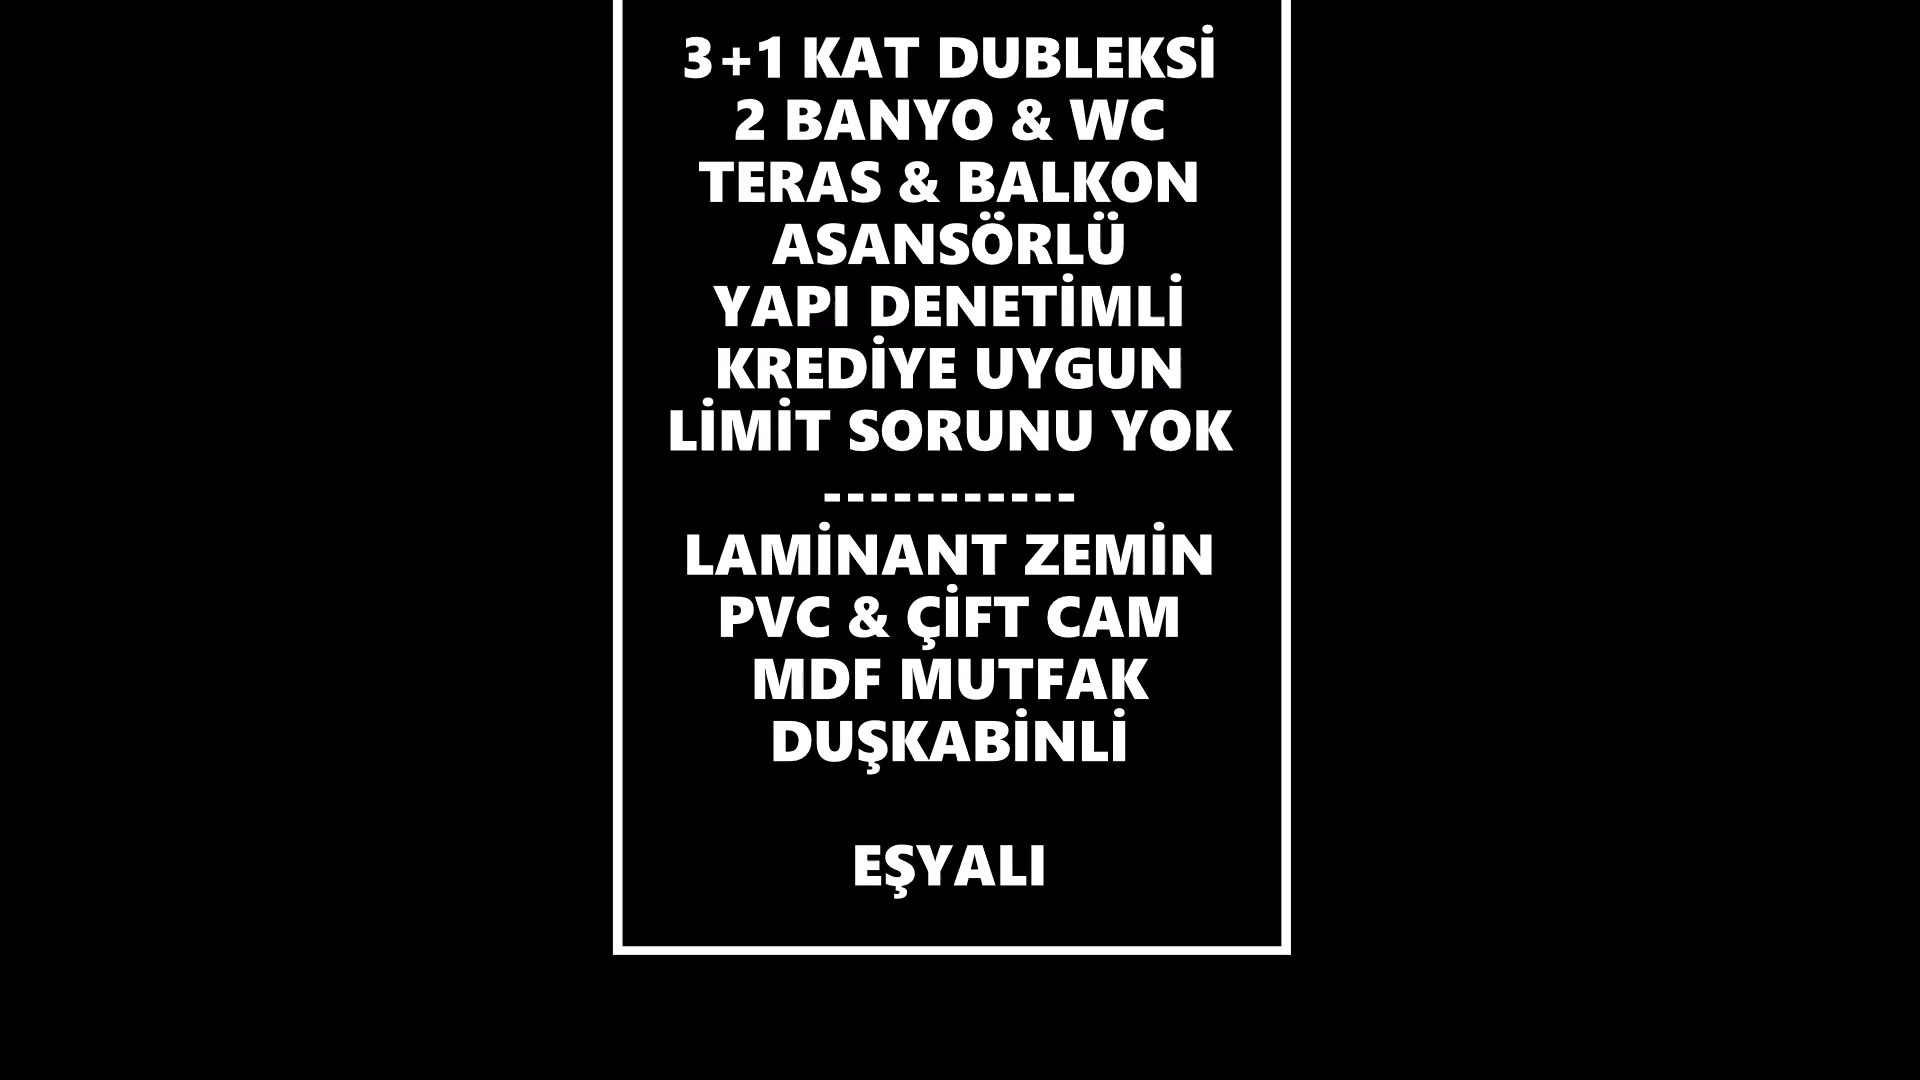 3+1 KAT DUBLEKSİ
2 BANYO & WC
TERAS & BALKON
ASANSÖRLÜ
YAPI DENETİMLİ
KREDİYE UYGUN
LİMİT SORUNU YOK
-----------
LAMİNANT ZEMİN
PVC & ÇİFT CAM
MDF MUTFAK
DUŞKABİNLİ
EŞYALI